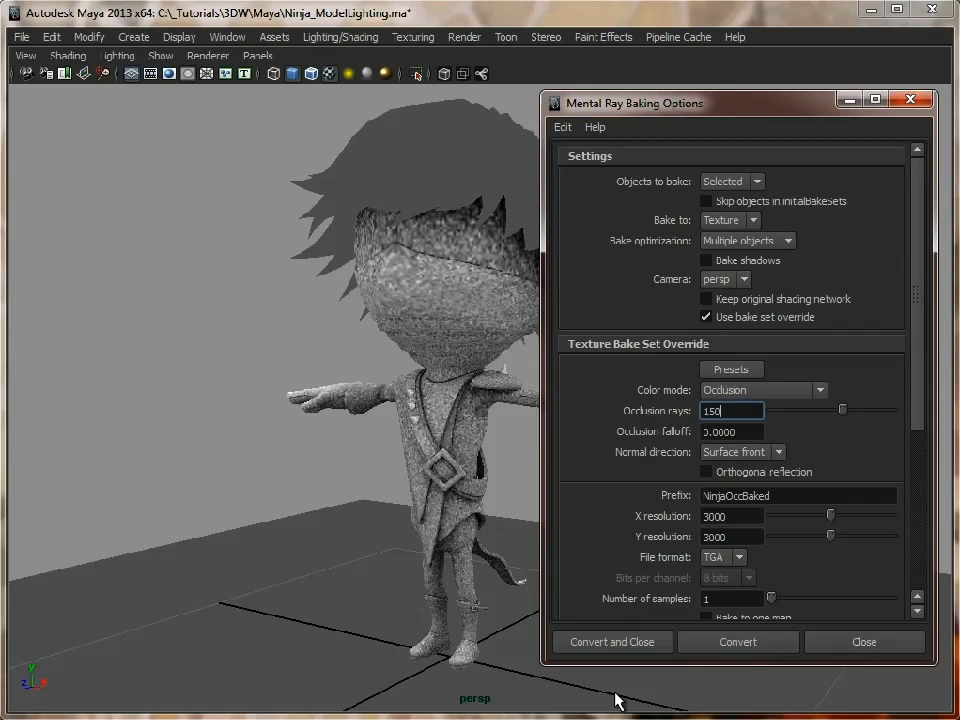 Autodesk Maya 2013 x64: C:\_Tutorials\3DW\Maya\Ninja_ModelLighting.ma*
File Edit Modify Create Display Window Assets Lighting/Shading Texturing Render Toon Stereo Paint Effects Pipeline Cache Help
View Shading Lighting Show Renderer Panels
Mental Ray Baking Options
Edit Help
Settings
Objects to bake: Selected
Skip objects in initialBakeSets
Bake to: Texture
Bake optimization: Multiple objects
Bake shadows
Camera: persp
Keep original shading network
Use bake set override
Texture Bake Set Override
Presets
Color mode: Occlusion
Occlusion rays: 150
Occlusion falloff: 0.0000
Normal direction: Surface front
Orthogonal reflection
Prefix: NinjaOccBaked
X resolution: 3000
Y resolution: 3000
File format: TGA
Bits per channel: 8 bits
Number of samples: 1
Bake to one map
Convert and Close Convert Close
y
z x
persp